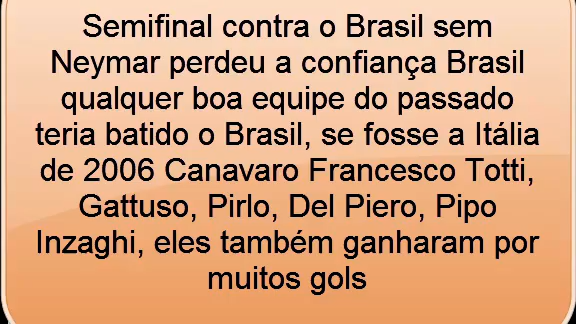 Semifinal contra o Brasil sem
Neymar perdeu a confiança Brasil
qualquer boa equipe do passado
teria batido o Brasil, se fosse a Itália
de 2006 Canavaro Francesco Totti,
Gattuso, Pirlo, Del Piero, Pipo
Inzaghi, eles também ganharam por
muitos gols